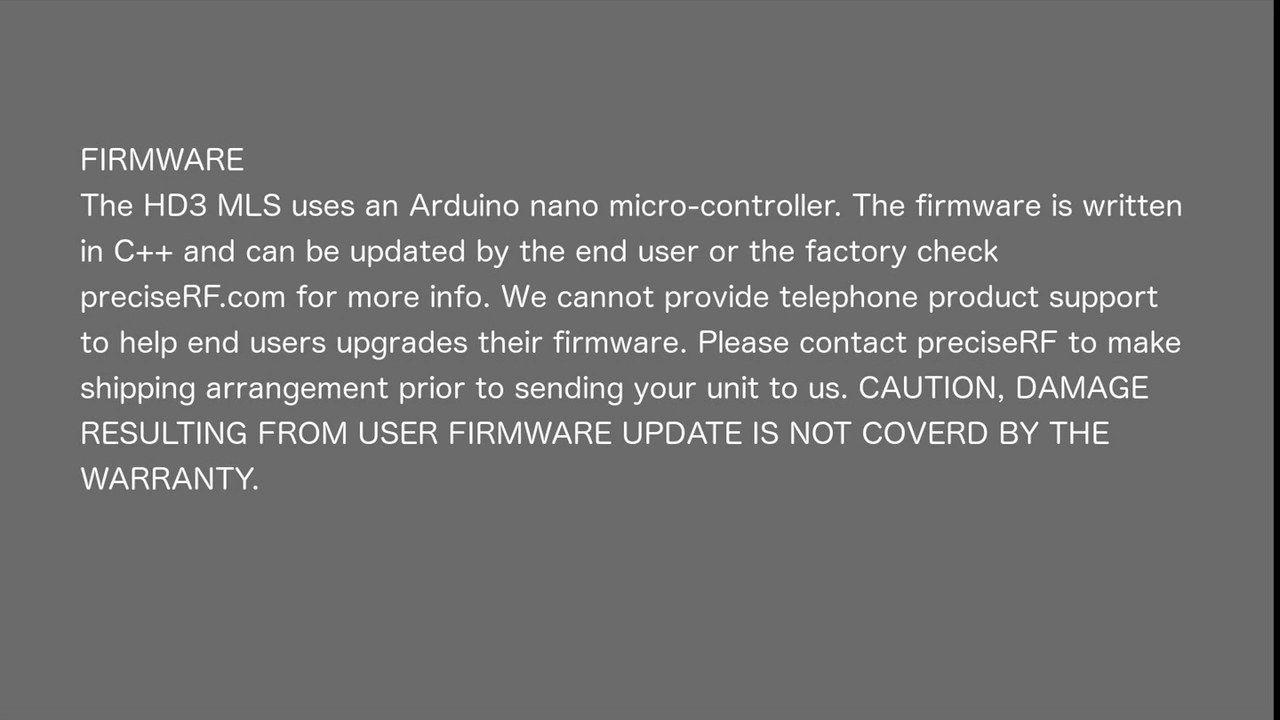 FIRMWARE
The HD3 MLS uses an Arduino nano micro-controller. The firmware is written
in C++ and can be updated by the end user or the factory check
preciseRF.com for more info. We cannot provide telephone product support
to help end users upgrades their firmware. Please contact preciseRF to make
shipping arrangement prior to sending your unit to us. CAUTION, DAMAGE
RESULTING FROM USER FIRMWARE UPDATE IS NOT COVERD BY THE
WARRANTY.